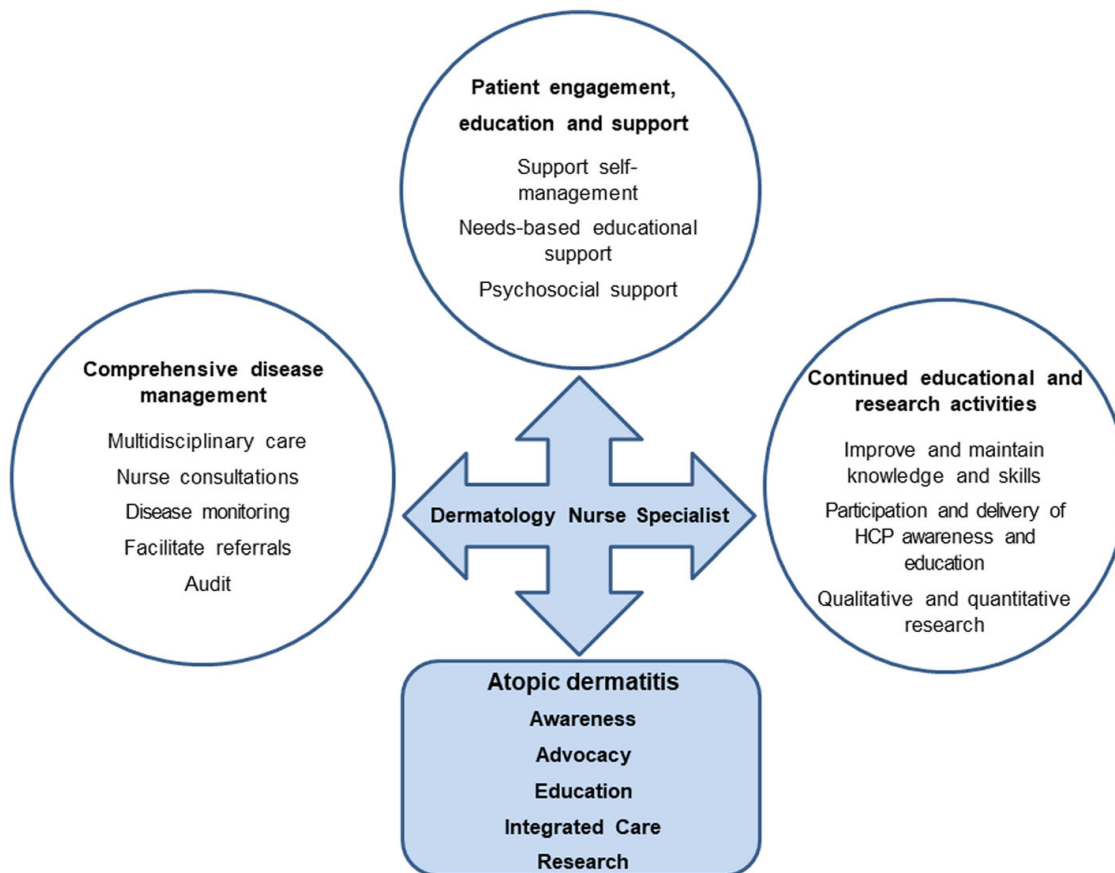 Patient engagement,
education and support
Support self-
management
Needs-based educational
support
Psychosocial support
Comprehensive disease
management
Multidisciplinary care
Nurse consultations
Disease monitoring
Facilitate referrals
Audit
Continued educational and
research activities
Improve and maintain
knowledge and skills
Participation and delivery of
HCP awareness and
education
Qualitative and quantitative
research
Dermatology Nurse Specialist
Atopic dermatitis
Awareness
Advocacy
Education
Integrated Care
Research